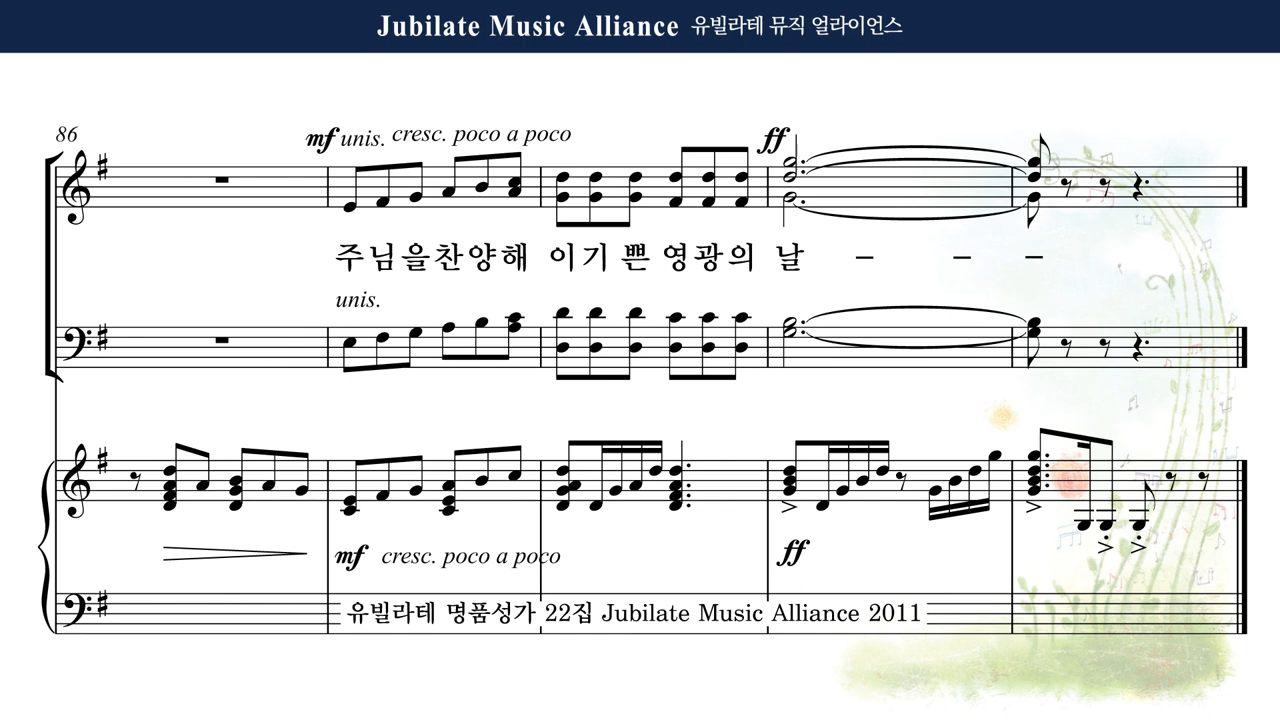 Jubilate Music Alliance 유빌라테 뮤직 얼라이언스
86
mf unis. cresc. poco a poco
ff
주님을찬양해 이기쁜영광의 날 – – –
unis.
mf cresc. poco a poco
ff
유빌라테 명품성가 22집 Jubilate Music Alliance 2011